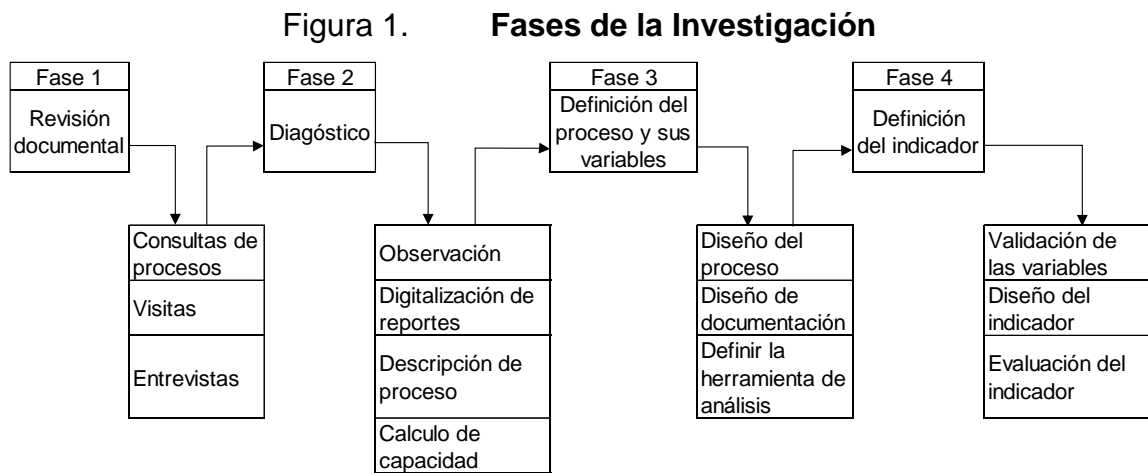 Figura 1. Fases de la Investigación
Fase 1
Revisión
documental
Consultas de
procesos
Visitas
Entrevistas
Fase 2
Diagóstico
Observación
Digitalización de
reportes
Descripción de
proceso
Calculo de
capacidad
Fase 3
Definición del
proceso y sus
variables
Diseño del
proceso
Diseño de
documentación
Definir la
herramienta de
análisis
Fase 4
Definición
del indicador
Validación de
las variables
Diseño del
indicador
Evaluación del
indicador